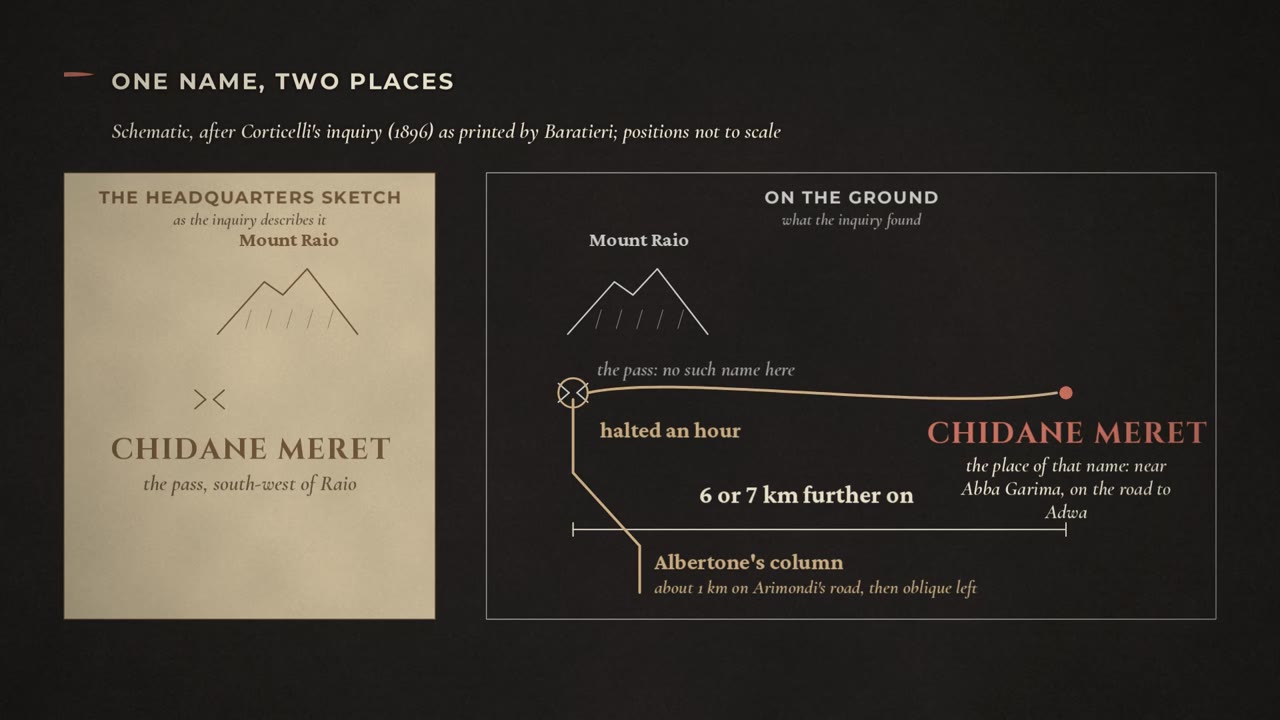 ONE NAME, TWO PLACES
Schematic, after Corticelli's inquiry (1896) as printed by Baratieri; positions not to scale
THE HEADQUARTERS SKETCH
as the inquiry describes it
Mount Raio
CHIDANE MERET
the pass, south-west of Raio
ON THE GROUND
what the inquiry found
Mount Raio
the pass: no such name here
halted an hour
CHIDANE MERET
the place of that name: near
Abba Garima, on the road to
Adwa
6 or 7 km further on
Albertone's column
about 1 km on Arimondi's road, then oblique left